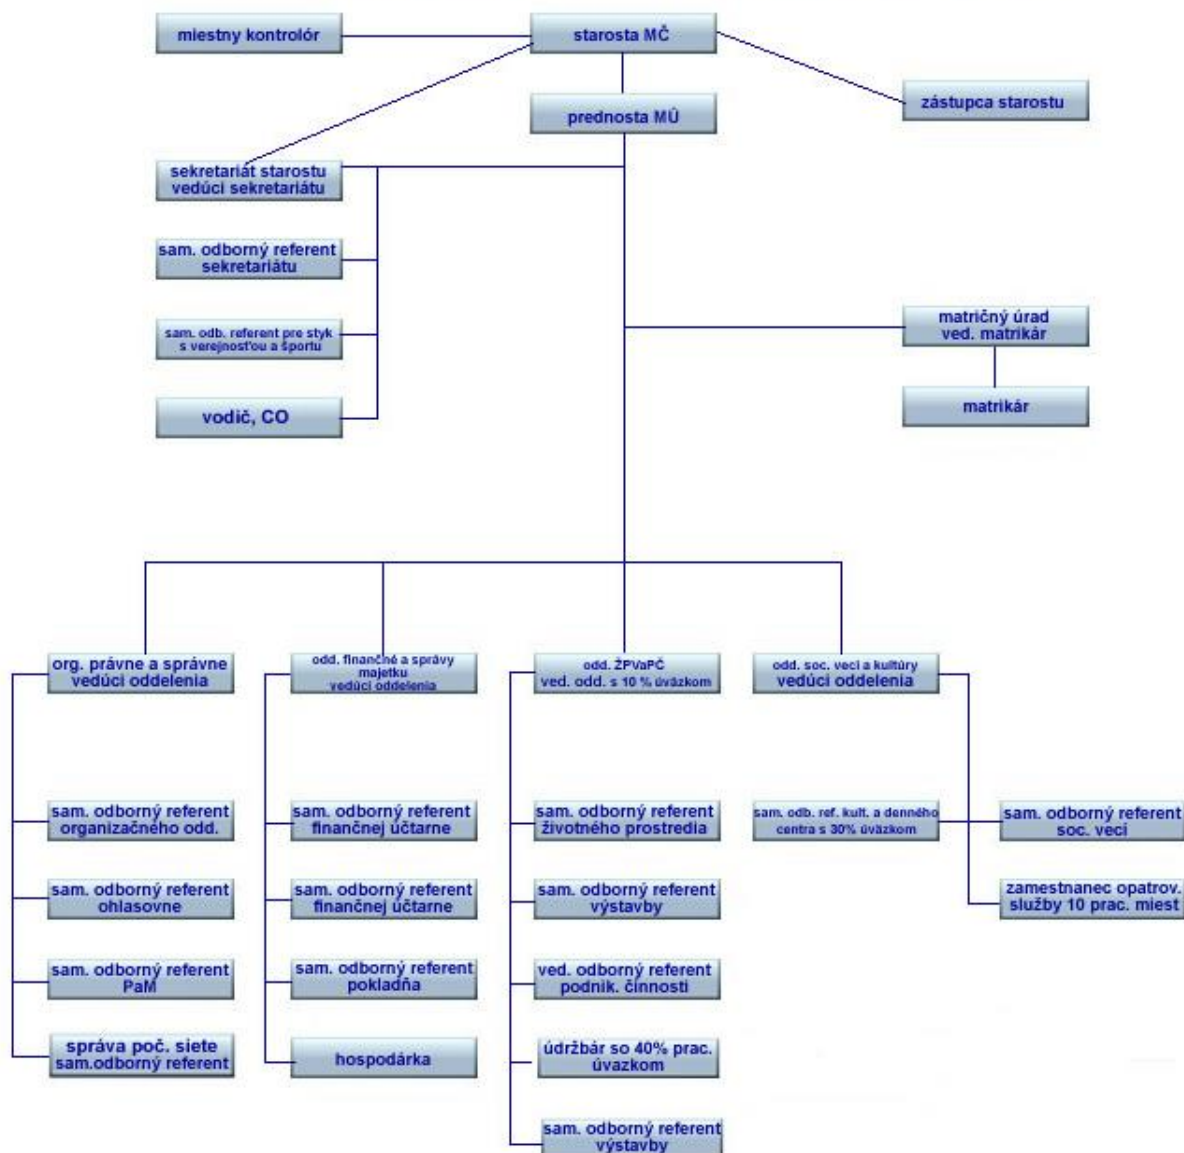 miestny kontrolór
starosta MČ
zástupca starostu
prednosta MÚ
sekretariát starostu
vedúci sekretariátu
sam. odborný referent
sekretariátu
sam. odb. referent pre styk
s verejnosťou a športu
vodič, CO
matričný úrad
ved. matrikár
matrikár
org. právne a správne
vedúci oddelenia
odd. finančné a správy
majetku
vedúci oddelenia
odd. ŽPVaPČ
ved. odd. s 10 % úväzkom
odd. soc. vecí a kultúry
vedúci oddelenia
sam. odborný referent
organizačného odd.
sam. odborný referent
finančnej účtarne
sam. odborný referent
životného prostredia
sam. odb. ref. kult. a denného
centra s 30% úväzkom
sam. odborný referent
soc. vecí
sam. odborný referent
ohlasovne
sam. odborný referent
finančnej účtarne
sam. odborný referent
výstavby
zamestnanec opatrov.
služby 10 prac. miest
sam. odborný referent
PaM
sam. odborný referent
pokladňa
ved. odborný referent
podnik. činnosti
správa poč. siete
sam.odborný referent
hospodárka
údržbár so 40% prac.
úvazkom
sam. odborný referent
výstavby